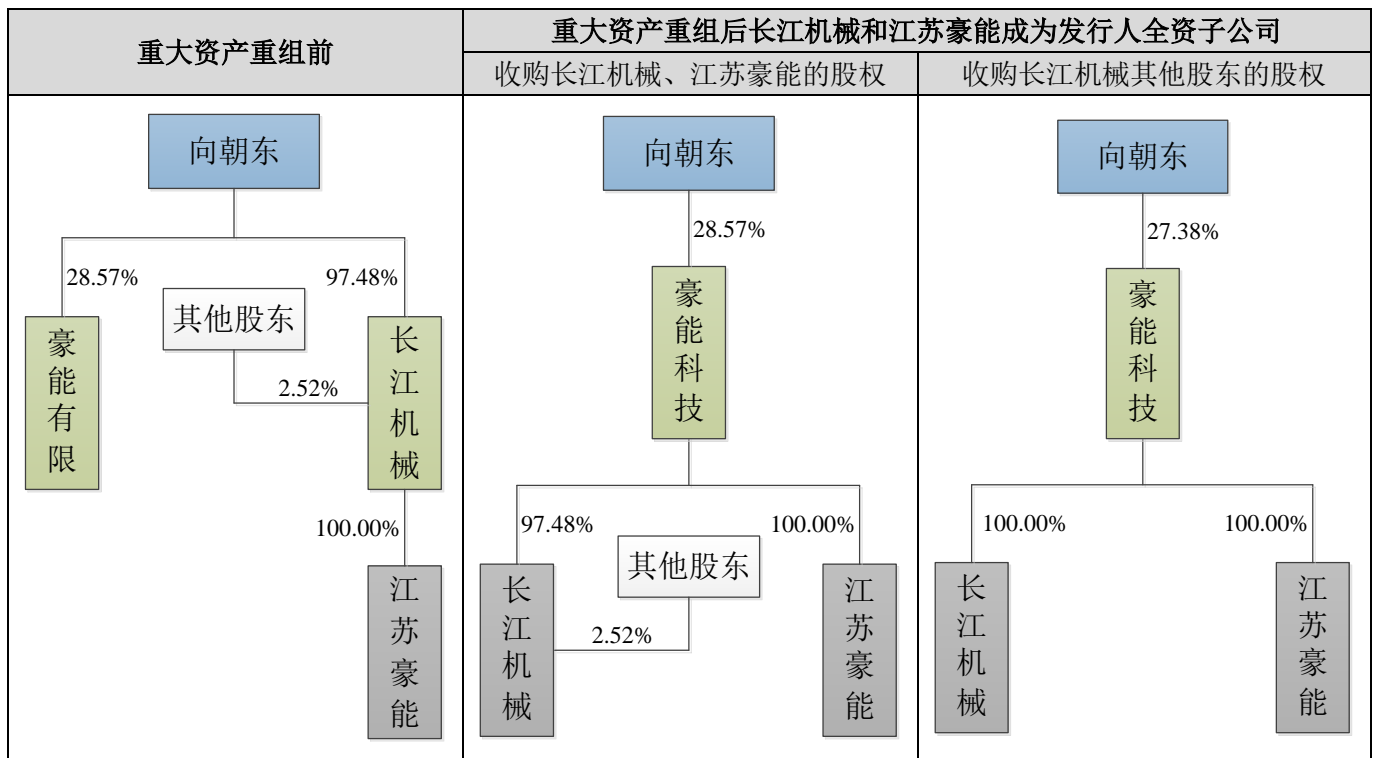 重大资产重组前
重大资产重组后长江机械和江苏豪能成为发行人全资子公司
收购长江机械、江苏豪能的股权
收购长江机械其他股东的股权
向朝东
28.57%
97.48%
其他股东
2.52%
豪能有限
长江机械
100.00%
江苏豪能
向朝东
28.57%
豪能科技
97.48%
100.00%
其他股东
2.52%
长江机械
江苏豪能
向朝东
27.38%
豪能科技
100.00%
100.00%
长江机械
江苏豪能